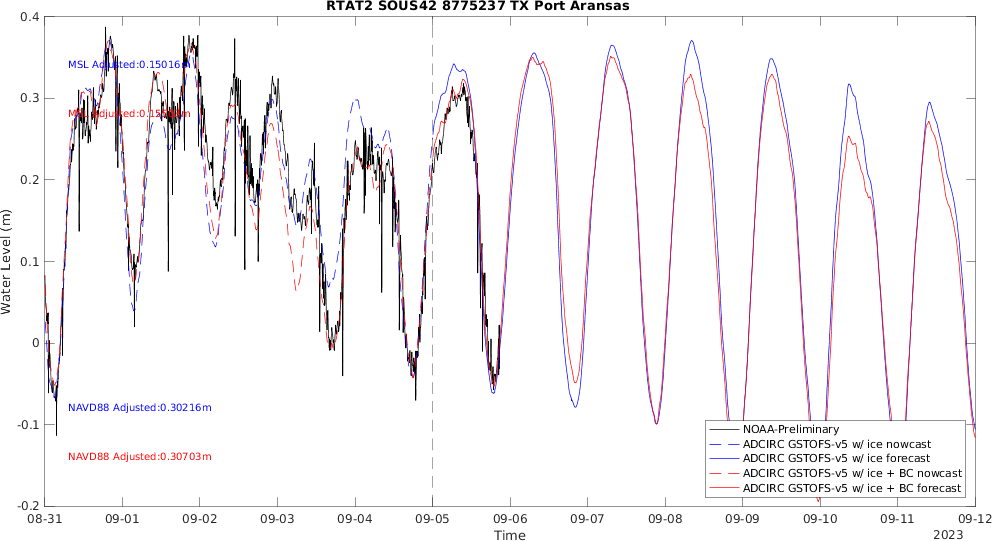 RTAT2 SOUS42 8775237 TX Port Aransas
Water Level (m)
0.4
0.3
0.2
0.1
0
-0.1
-0.2
MSL Adjusted:0.15016m
MSL Adjusted:
NAVD88 Adjusted:0.30216m
NAVD88 Adjusted:0.30703m
NOAA-Preliminary
ADCIRC GSTOFS-v5 w/ ice nowcast
ADCIRC GSTOFS-v5 w/ ice forecast
ADCIRC GSTOFS-v5 w/ ice + BC nowcast
ADCIRC GSTOFS-v5 w/ ice + BC forecast
08-31 09-01 09-02 09-03 09-04 09-05 09-06 09-07 09-08 09-09 09-10 09-11 09-12
Time
2023